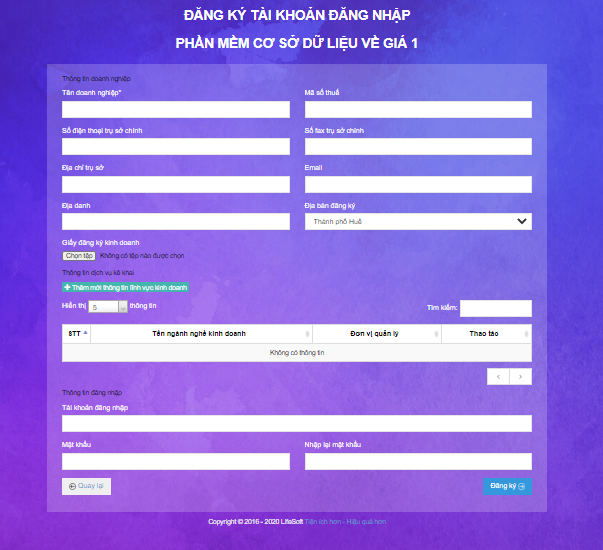 ĐĂNG KÝ TÀI KHOẢN ĐĂNG NHẬP
PHẦN MỀM CƠ SỞ DỮ LIỆU VỀ GIÁ 1
Thông tin doanh nghiệp
Tên doanh nghiệp*
Mã số thuế
Số điện thoại trụ sở chính
Số fax trụ sở chính
Địa chỉ trụ sở
Email
Địa danh
Địa bàn đăng ký
Thành phố Huế
Giấy đăng ký kinh doanh
Chọn tệp Không có tệp nào được chọn
Thông tin dịch vụ kê khai
Thêm mới thông tin lĩnh vực kinh doanh
Hiển thị 5 thông tin
Tìm kiếm:
STT Tên ngành nghề kinh doanh Đơn vị quản lý Thao tác
Không có thông tin
Thông tin đăng nhập
Tài khoản đăng nhập
Mật khẩu
Nhập lại mật khẩu
Quay lại
Đăng ký
Copyright © 2016 - 2020 LifeSoft Tiện ích hơn - Hiệu quả hơn